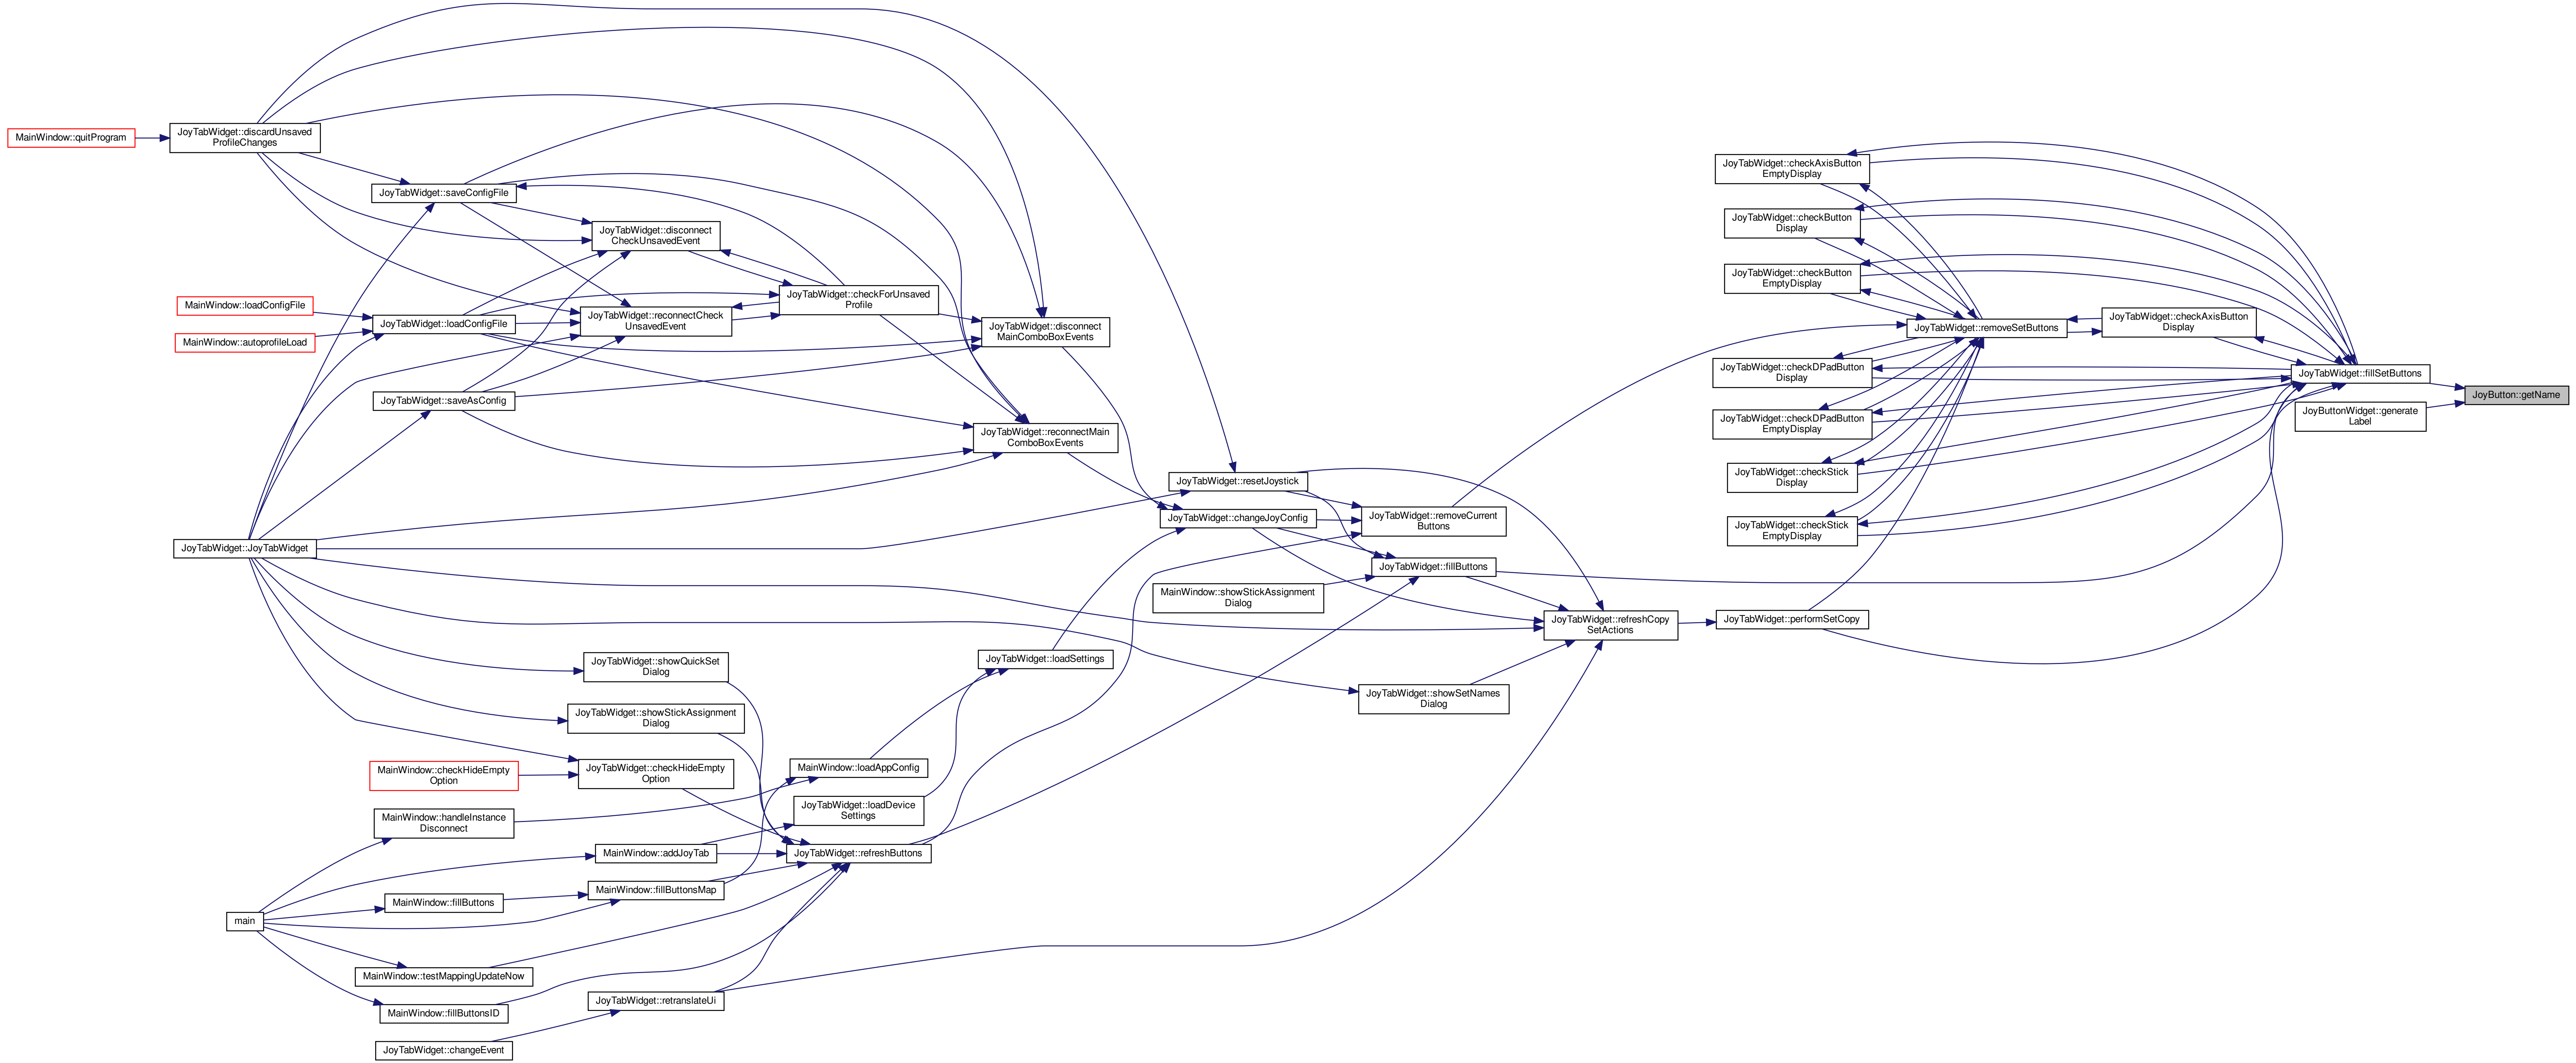 MainWindow::quitProgram
JoyTabWidget::discardUnsaved
ProfileChanges
JoyTabWidget::saveConfigFile
JoyTabWidget::disconnect
CheckUnsavedEvent
MainWindow::loadConfigFile
MainWindow::autoprofileLoad
JoyTabWidget::loadConfigFile
JoyTabWidget::reconnectCheck
UnsavedEvent
JoyTabWidget::checkForUnsaved
Profile
JoyTabWidget::disconnect
MainComboBoxEvents
JoyTabWidget::saveAsConfig
JoyTabWidget::reconnectMain
ComboBoxEvents
JoyTabWidget::JoyTabWidget
JoyTabWidget::resetJoystick
JoyTabWidget::changeJoyConfig
JoyTabWidget::removeCurrent
Buttons
JoyTabWidget::fillButtons
MainWindow::showStickAssignment
Dialog
JoyTabWidget::refreshCopy
SetActions
JoyTabWidget::showSetNames
Dialog
JoyTabWidget::performSetCopy
JoyTabWidget::checkAxisButton
EmptyDisplay
JoyTabWidget::checkButton
Display
JoyTabWidget::checkButton
EmptyDisplay
JoyTabWidget::removeSetButtons
JoyTabWidget::checkAxisButton
Display
JoyTabWidget::checkDPadButton
Display
JoyTabWidget::checkDPadButton
EmptyDisplay
JoyTabWidget::checkStick
Display
JoyTabWidget::checkStick
EmptyDisplay
JoyTabWidget::fillSetButtons
JoyButton::getName
JoyButtonWidget::generate
Label
JoyTabWidget::showQuickSet
Dialog
JoyTabWidget::showStickAssignment
Dialog
JoyTabWidget::loadSettings
MainWindow::checkHideEmpty
Option
JoyTabWidget::checkHideEmpty
Option
MainWindow::loadAppConfig
JoyTabWidget::loadDevice
Settings
MainWindow::handleInstance
Disconnect
MainWindow::addJoyTab
JoyTabWidget::refreshButtons
MainWindow::fillButtonsMap
MainWindow::fillButtons
main
MainWindow::testMappingUpdateNow
MainWindow::fillButtonsID
JoyTabWidget::retranslateUi
JoyTabWidget::changeEvent